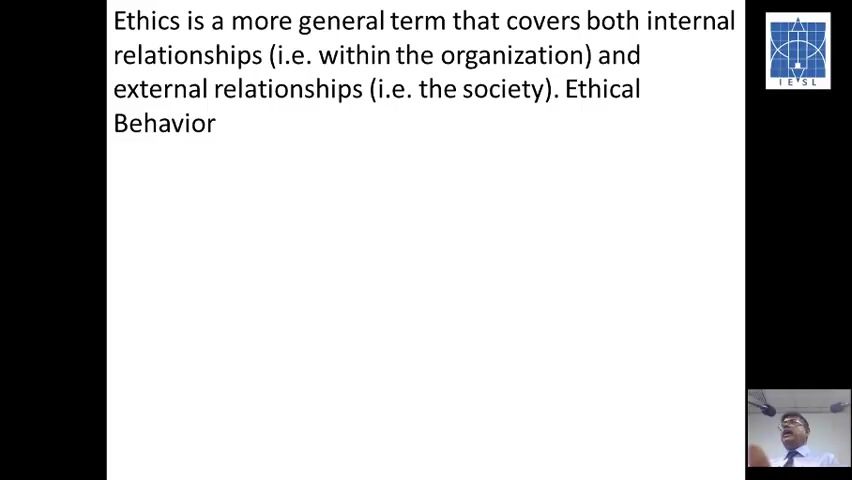 Ethics is a more general term that covers both internal
relationships (i.e. within the organization) and
external relationships (i.e. the society). Ethical
Behavior
IESL